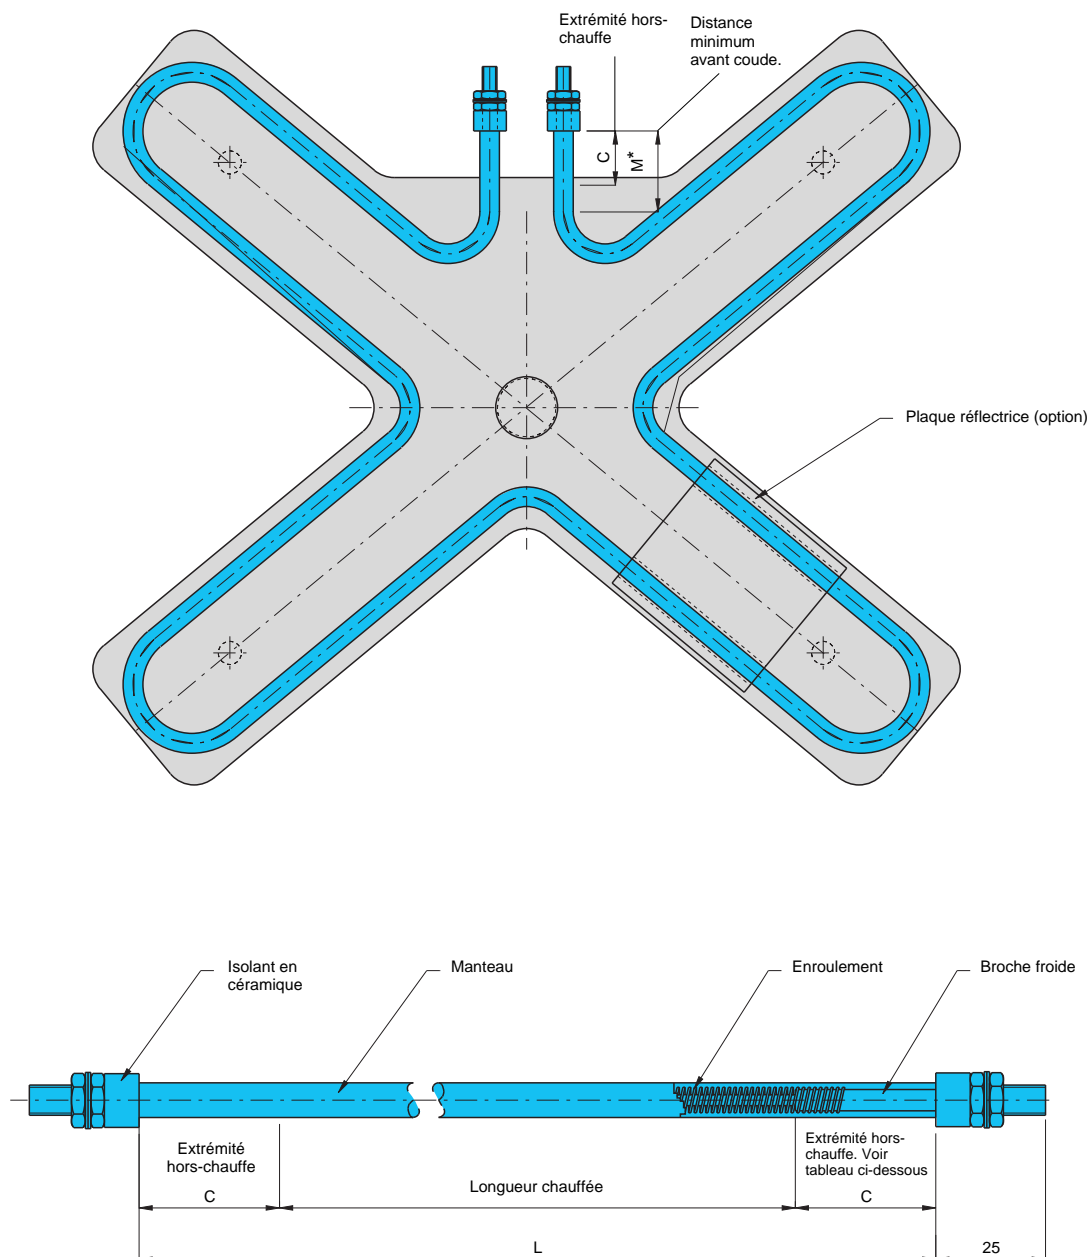 Extrémité hors-
chauffe
Distance
minimum
avant coude.
C
M*
Plaque réflectrice (option)
Isolant en
céramique
Manteau
Enroulement
Broche froide
Extrémité
hors-chauffe
Extrémité hors-
chauffe. Voir
tableau ci-dessous
C
Longueur chauffée
C
L
25